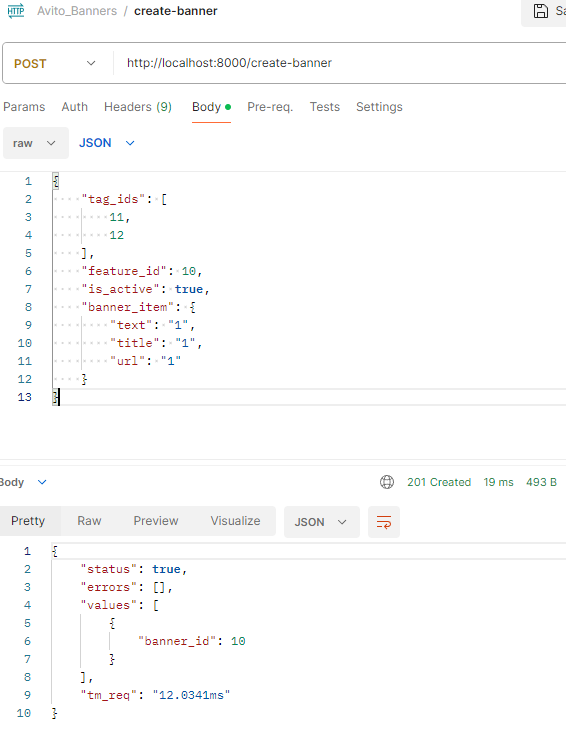 HTTP Avito_Banners / create-banner Sa
POST http://localhost:8000/create-banner
Params Auth Headers (9) Body Pre-req. Tests Settings
raw JSON
1 {
2 "tag_ids": [
3 11,
4 12
5 ],
6 "feature_id": 10,
7 "is_active": true,
8 "banner_item": {
9 "text": "1",
10 "title": "1",
11 "url": "1"
12 }
13 }
Body 201 Created 19 ms 493 B
Pretty Raw Preview Visualize JSON
1 {
2 "status": true,
3 "errors": [],
4 "values": [
5 {
6 "banner_id": 10
7 }
8 ],
9 "tm_req": "12.0341ms"
10 }